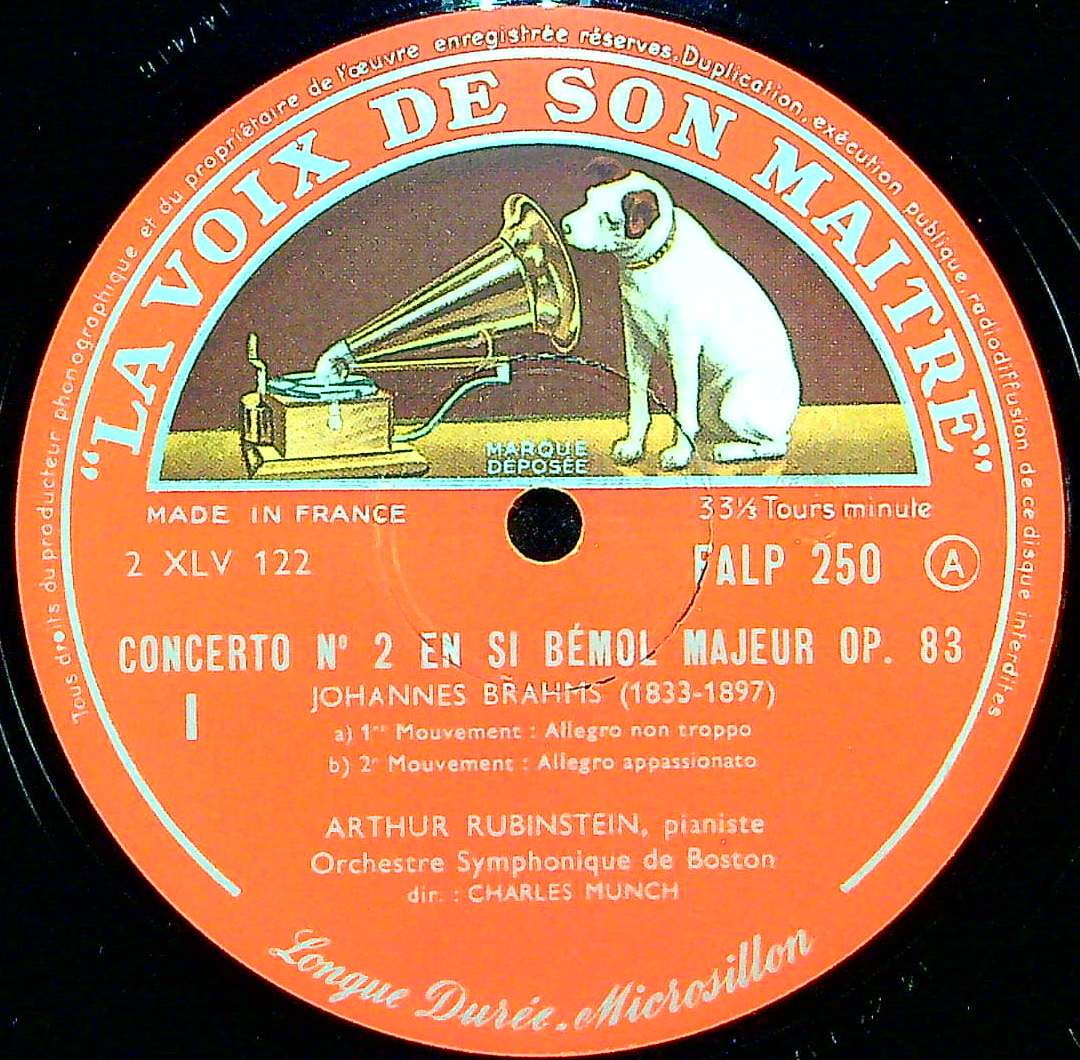 Tous droits du producteur phonographique et du propriétaire de l'œuvre enregistrée réservés. Duplication, exécution publique, radiodiffusion de ce disque interdites
"LA VOIX DE SON MAITRE"
MARQUE
DÉPOSÉE
MADE IN FRANCE
33⅓ Tours minute
2 XLV 122
FALP 250 A
CONCERTO Nº 2 EN SI BÉMOL MAJEUR OP. 83
I
JOHANNES BRAHMS (1833-1897)
a) 1er Mouvement : Allegro non troppo
b) 2e Mouvement : Allegro appassionato
ARTHUR RUBINSTEIN, pianiste
Orchestre Symphonique de Boston
dir. : CHARLES MUNCH
Longue Durée - Microsillon